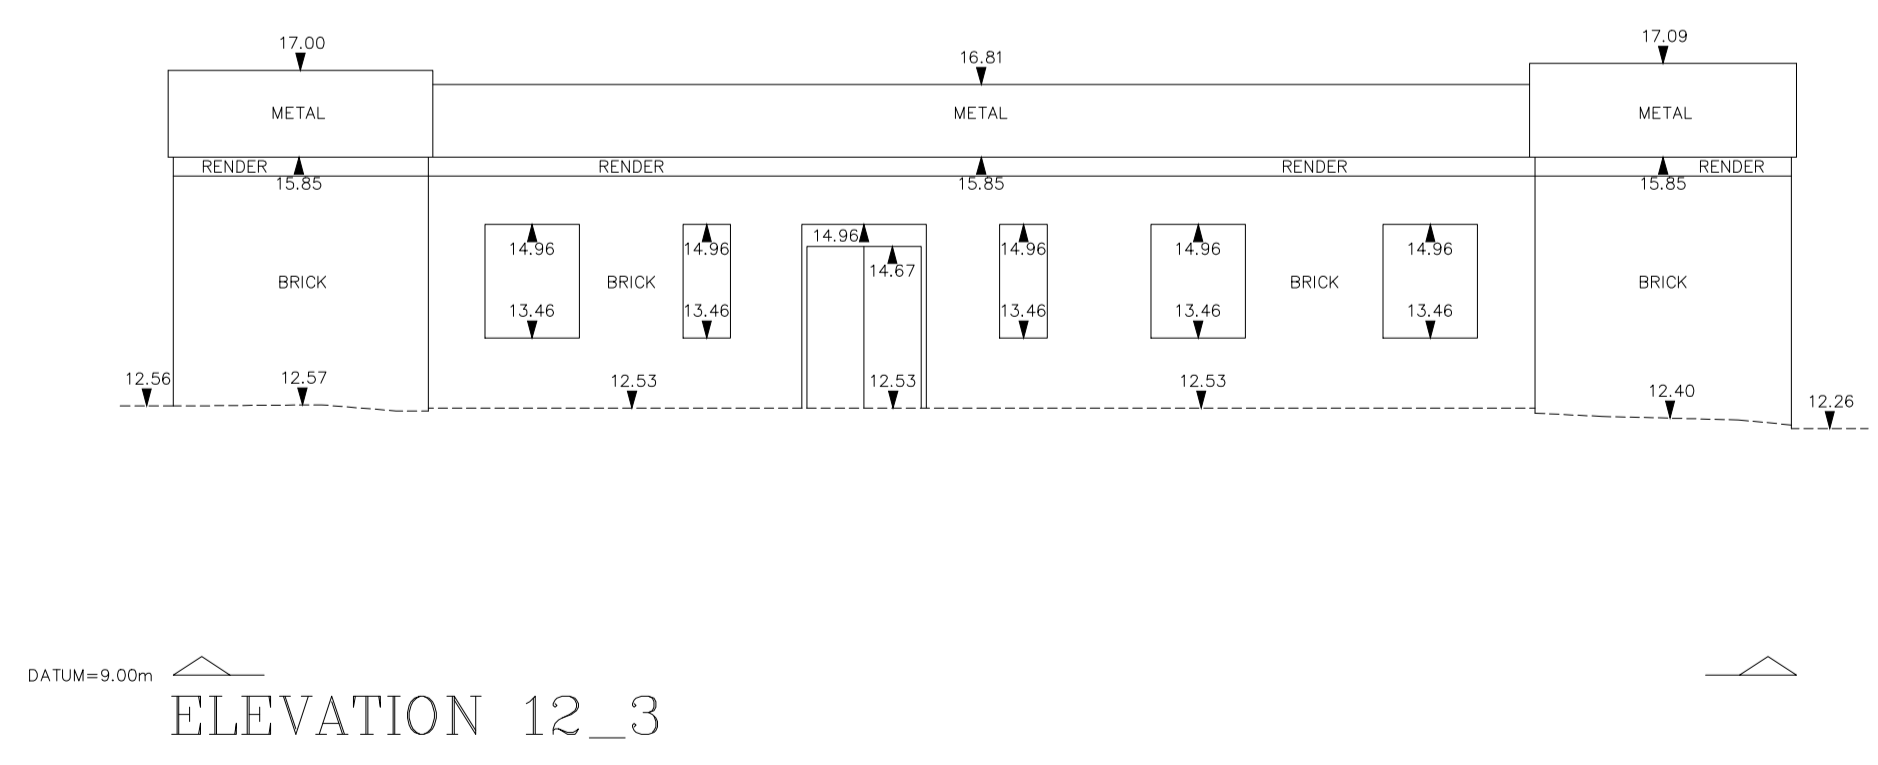 17.09
17.00
16.81
METAL METAL METAL
RENDER RENDER RENDER RENDER
15.85 15.85 15.85
14.96
14.96 14.96 14.96 14.96 14.96
14.67
BRICK BRICK BRICK BRICK
13.46 13.46 13.46 13.46 13.46
12.56 12.57 12.53 12.53 12.53
12.40
12.26
DATUM=9.00m
ELEVATION 12_3